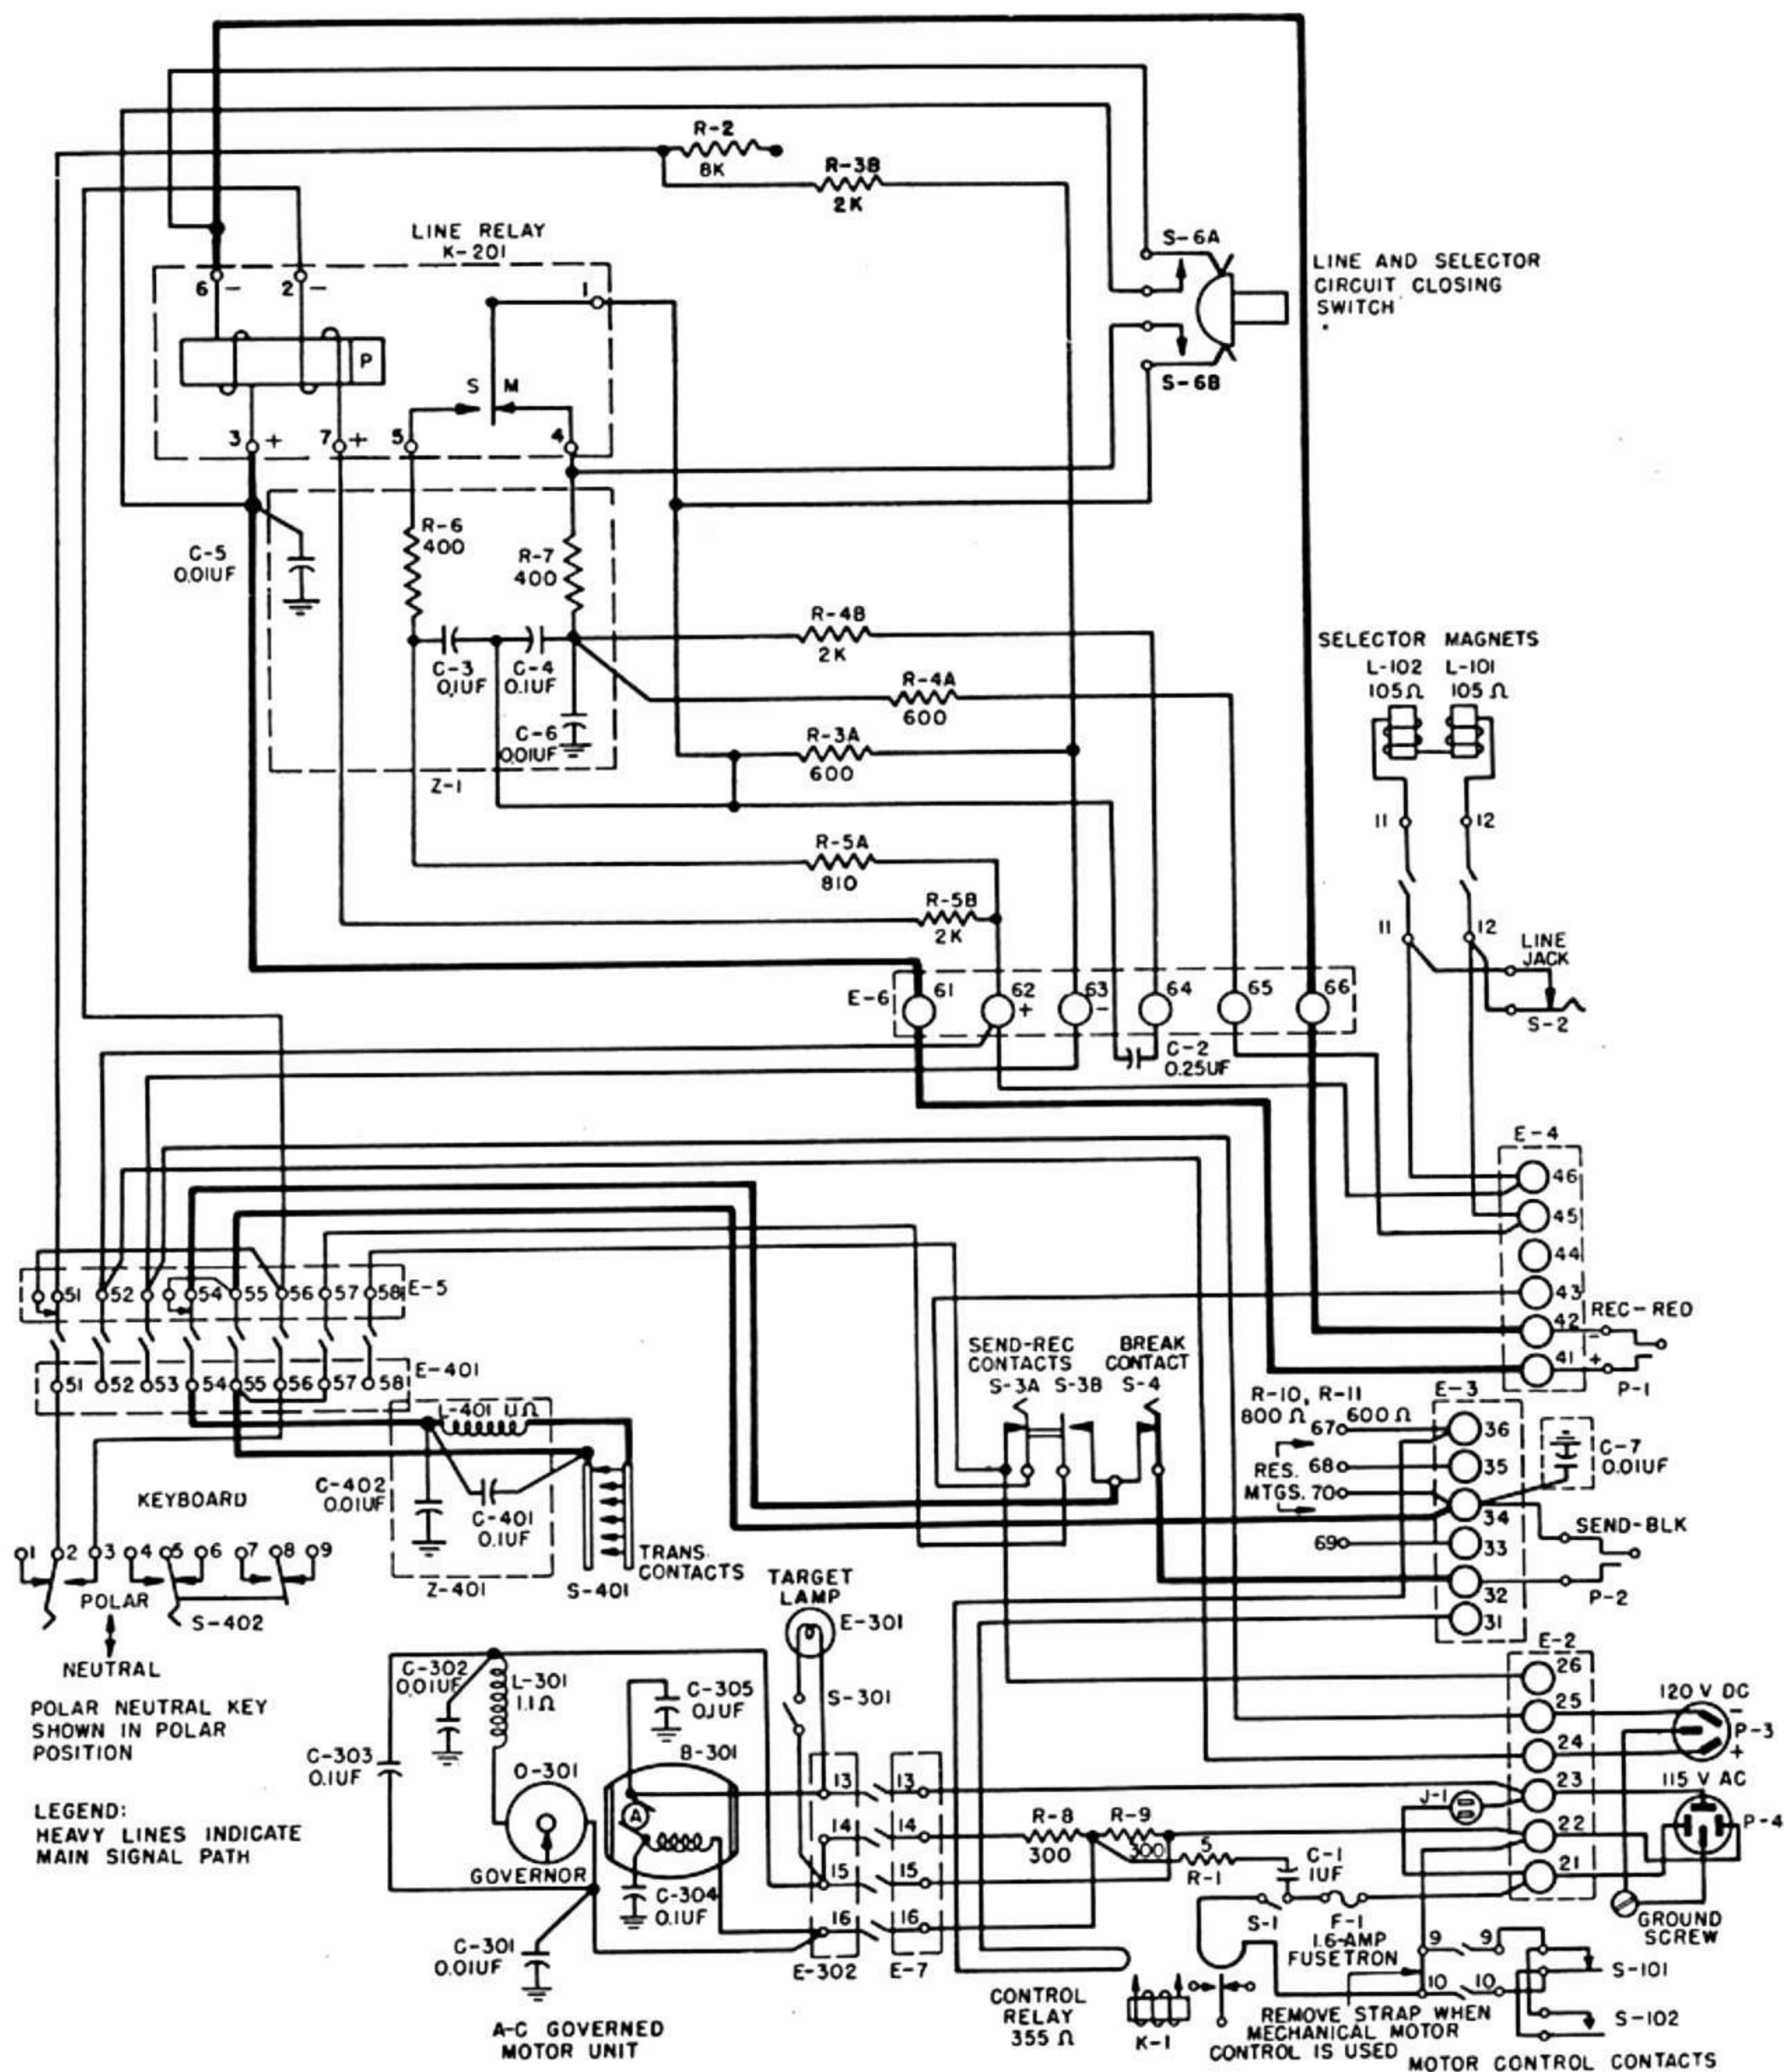 R-2
8K
R-3B
2K
LINE RELAY
K-201
6 -
2 -
1
P
S M
3 +
7 +
5
4
S-6A
S-6B
LINE AND SELECTOR
CIRCUIT CLOSING
SWITCH
C-5
0.01UF
R-6
400
R-7
400
C-3
0.1UF
C-4
0.1UF
C-6
0.01UF
Z-1
R-4B
2K
R-4A
600
R-3A
600
R-5A
810
R-5B
2K
SELECTOR MAGNETS
L-102 L-101
105Ω 105Ω
11 12
11 12
LINE
JACK
S-2
E-6
61 62 63 64 65 66
+ -
C-2
0.25UF
E-4
46
45
44
43
42
41
REC-RED
-
+
P-1
51 52 54 55 56 57 58 E-5
E-401
51 52 53 54 55 56 57 58
L-401 11Ω
C-402
0.01UF
C-401
0.1UF
Z-401
S-401
TRANS.
CONTACTS
KEYBOARD
1 2 3 4 5 6 7 8 9
POLAR
S-402
NEUTRAL
POLAR NEUTRAL KEY
SHOWN IN POLAR
POSITION
LEGEND:
HEAVY LINES INDICATE
MAIN SIGNAL PATH
SEND-REC
CONTACTS
S-3A S-3B
BREAK
CONTACT
S-4
R-10, R-11
800 Ω 600 Ω
67
RES. 68
MTGS. 70
69
E-3
36
35
34
33
32
31
C-7
0.01UF
SEND-BLK
P-2
TARGET
LAMP
E-301
S-301
C-302
0.01UF
L-301
1.1Ω
C-303
0.1UF
O-301
GOVERNOR
C-305
0.1UF
B-301
A
C-304
0.1UF
C-301
0.01UF
A-C GOVERNED
MOTOR UNIT
13 13
14 14
15 15
16 16
E-302 E-7
R-8
300
R-9
300
5
R-1
C-1
1UF
S-1
F-1
1.6-AMP
FUSETRON
J-1
E-2
26
25
24
23
22
21
120 V DC
-
P-3
+
115 V AC
P-4
GROUND
SCREW
9 9
10 10
S-101
S-102
CONTROL
RELAY
355 Ω
K-1
REMOVE STRAP WHEN
MECHANICAL MOTOR
CONTROL IS USED
MOTOR CONTROL CONTACTS